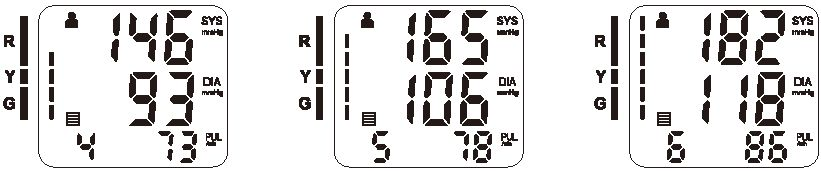 R
Y
G
146 SYS mmHg
93 DIA mmHg
4 73 PUL /min
R
Y
G
165 SYS mmHg
106 DIA mmHg
5 78 PUL /min
R
Y
G
182 SYS mmHg
118 DIA mmHg
6 86 PUL /min